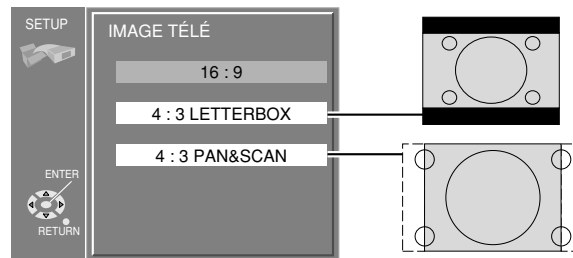 SETUP
IMAGE TÉLÉ
16 : 9
4 : 3 LETTERBOX
4 : 3 PAN&SCAN
ENTER
RETURN